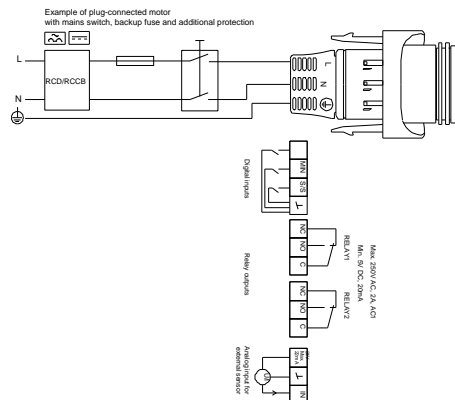 Example of plug-connected motor
with mains switch, backup fuse and additional protection
L
RCD/RCCB
N
L
N
Digital inputs
MIN
S/S
Relay outputs
NC
NO
C
RELAY1
Max. 250V AC, 2A, AC1
Min. 5V DC, 20mA
NC
NO
C
RELAY2
Analog input for
external sensor
Max.
22mA
IN